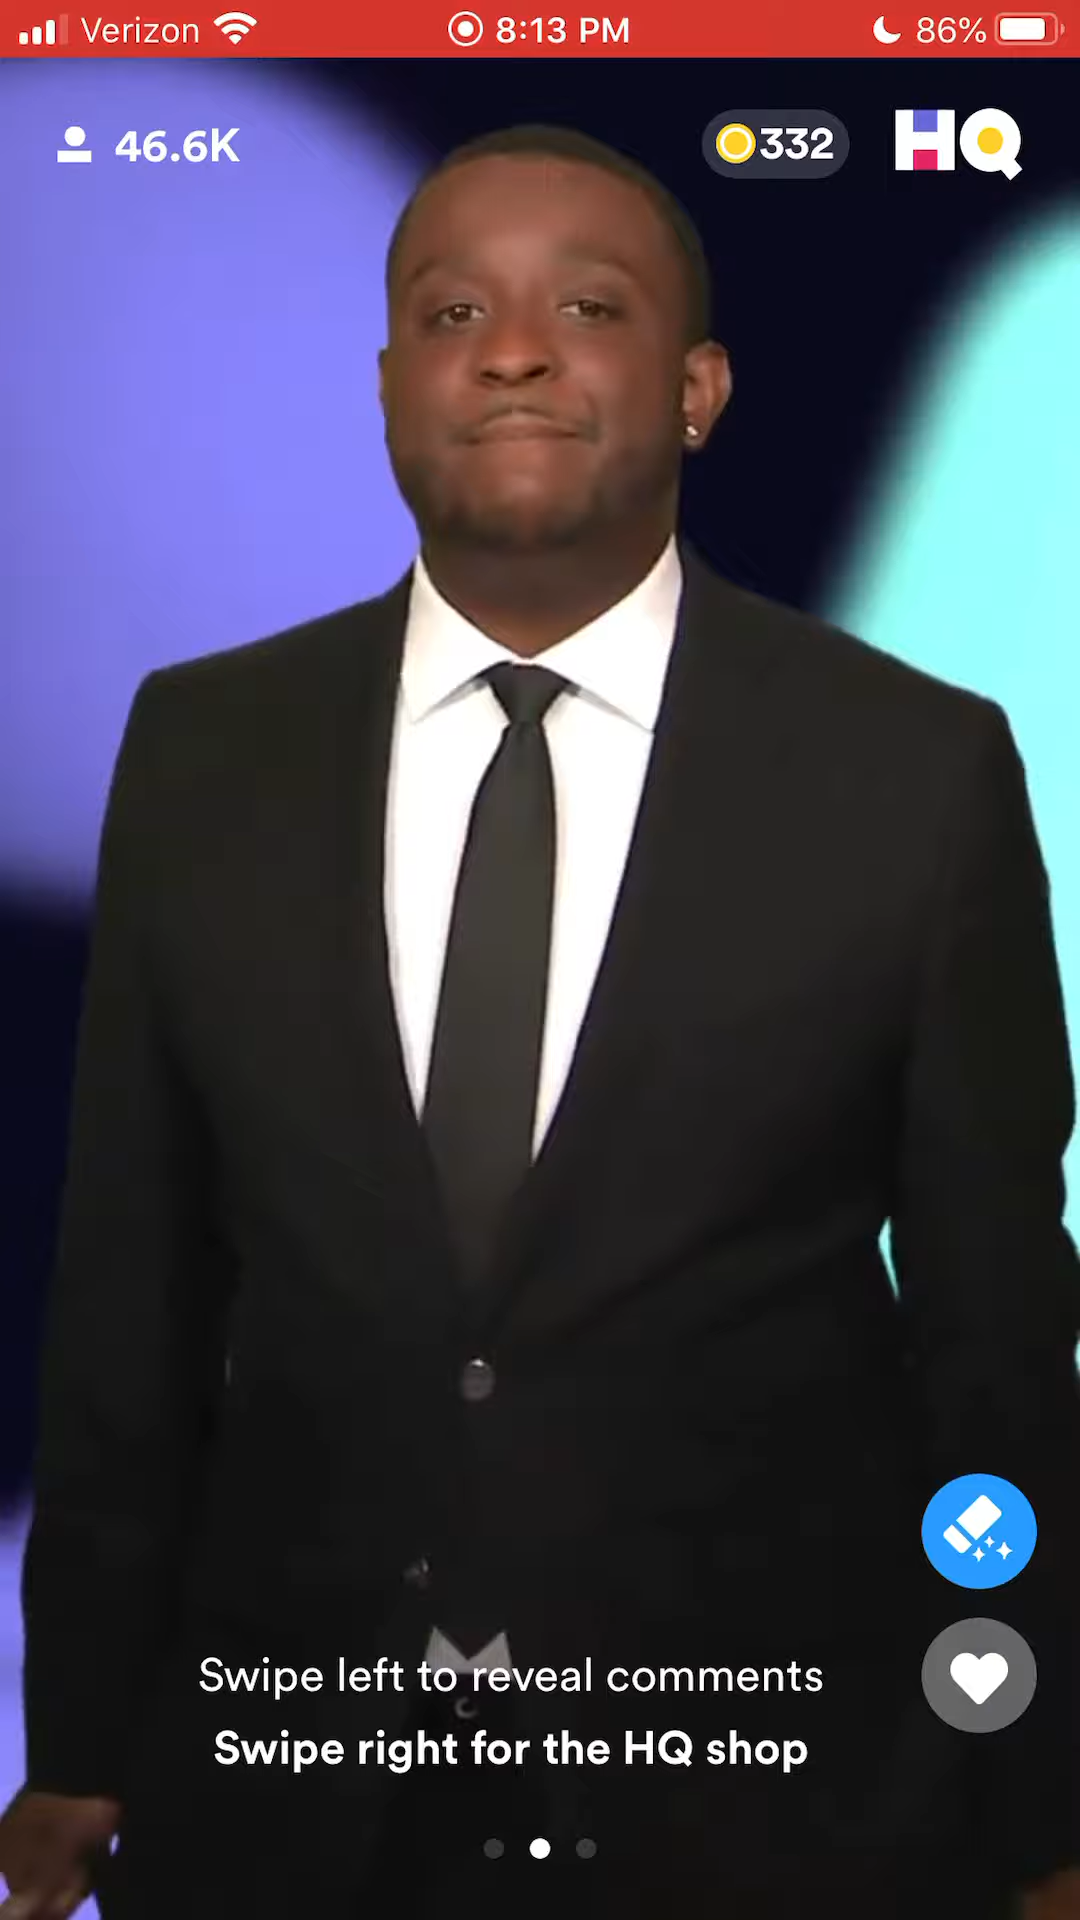 Verizon 8:13 PM 86%
46.6K 332 HQ
Swipe left to reveal comments
Swipe right for the HQ shop